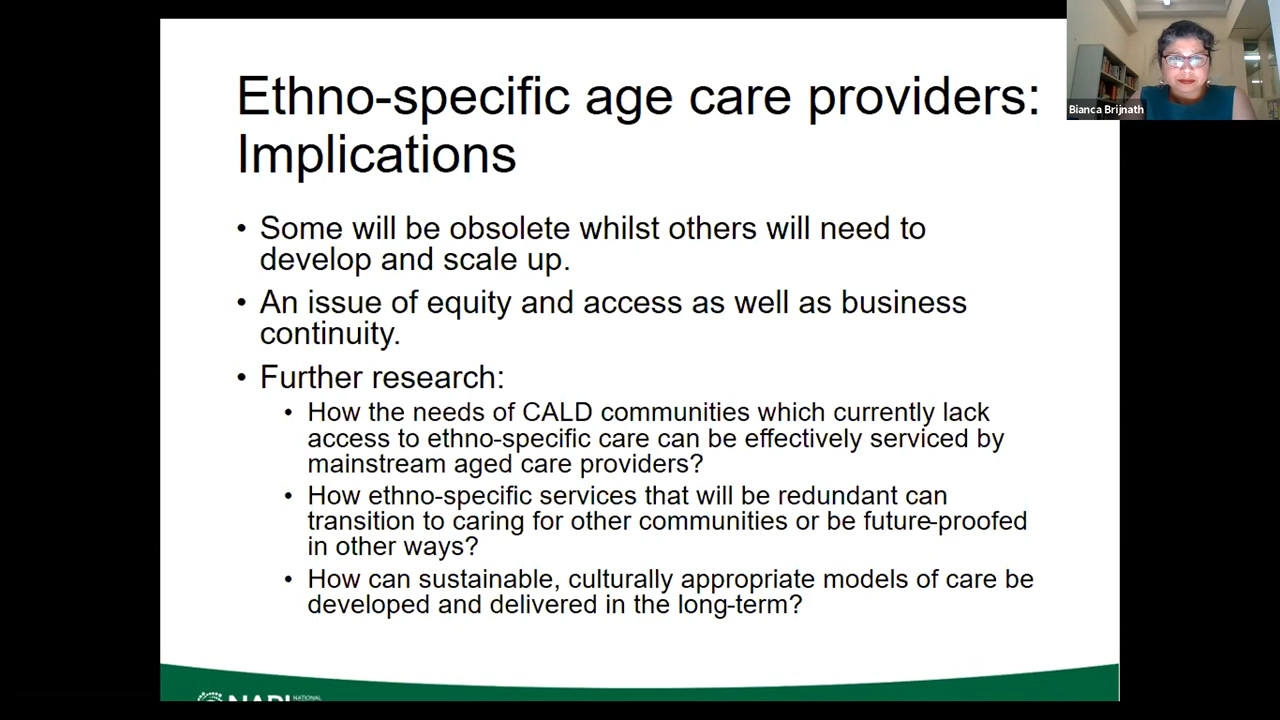 Ethno-specific age care providers:
Implications
• Some will be obsolete whilst others will need to
develop and scale up.
• An issue of equity and access as well as business
continuity.
• Further research:
• How the needs of CALD communities which currently lack
access to ethno-specific care can be effectively serviced by
mainstream aged care providers?
• How ethno-specific services that will be redundant can
transition to caring for other communities or be future-proofed
in other ways?
• How can sustainable, culturally appropriate models of care be
developed and delivered in the long-term?
Bianca Brijnath
NATIONAL